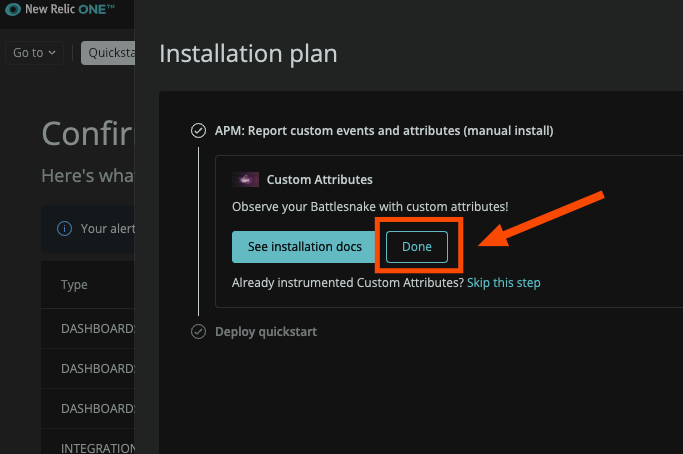 New Relic ONE™
Go to
Quicksta
Installation plan
Confir
Here's wha
Your alert
Type
DASHBOARD
DASHBOARD
DASHBOARD
INTEGRATION
APM: Report custom events and attributes (manual install)
Custom Attributes
Observe your Battlesnake with custom attributes!
See installation docs
Done
Already instrumented Custom Attributes? Skip this step
Deploy quickstart